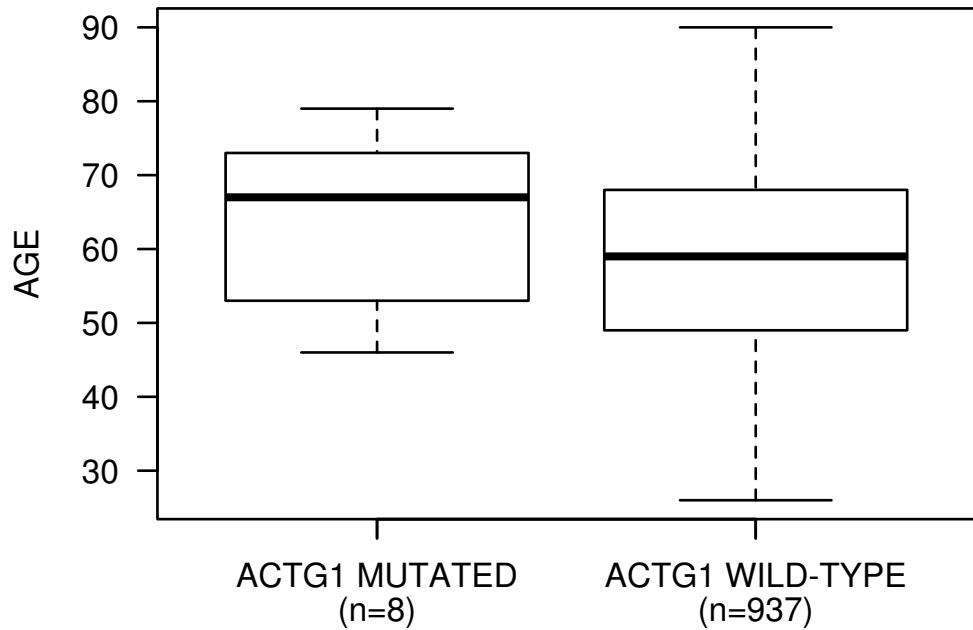 90
80
70
60
50
40
30
AGE
ACTG1 MUTATED
(n=8)
ACTG1 WILD-TYPE
(n=937)